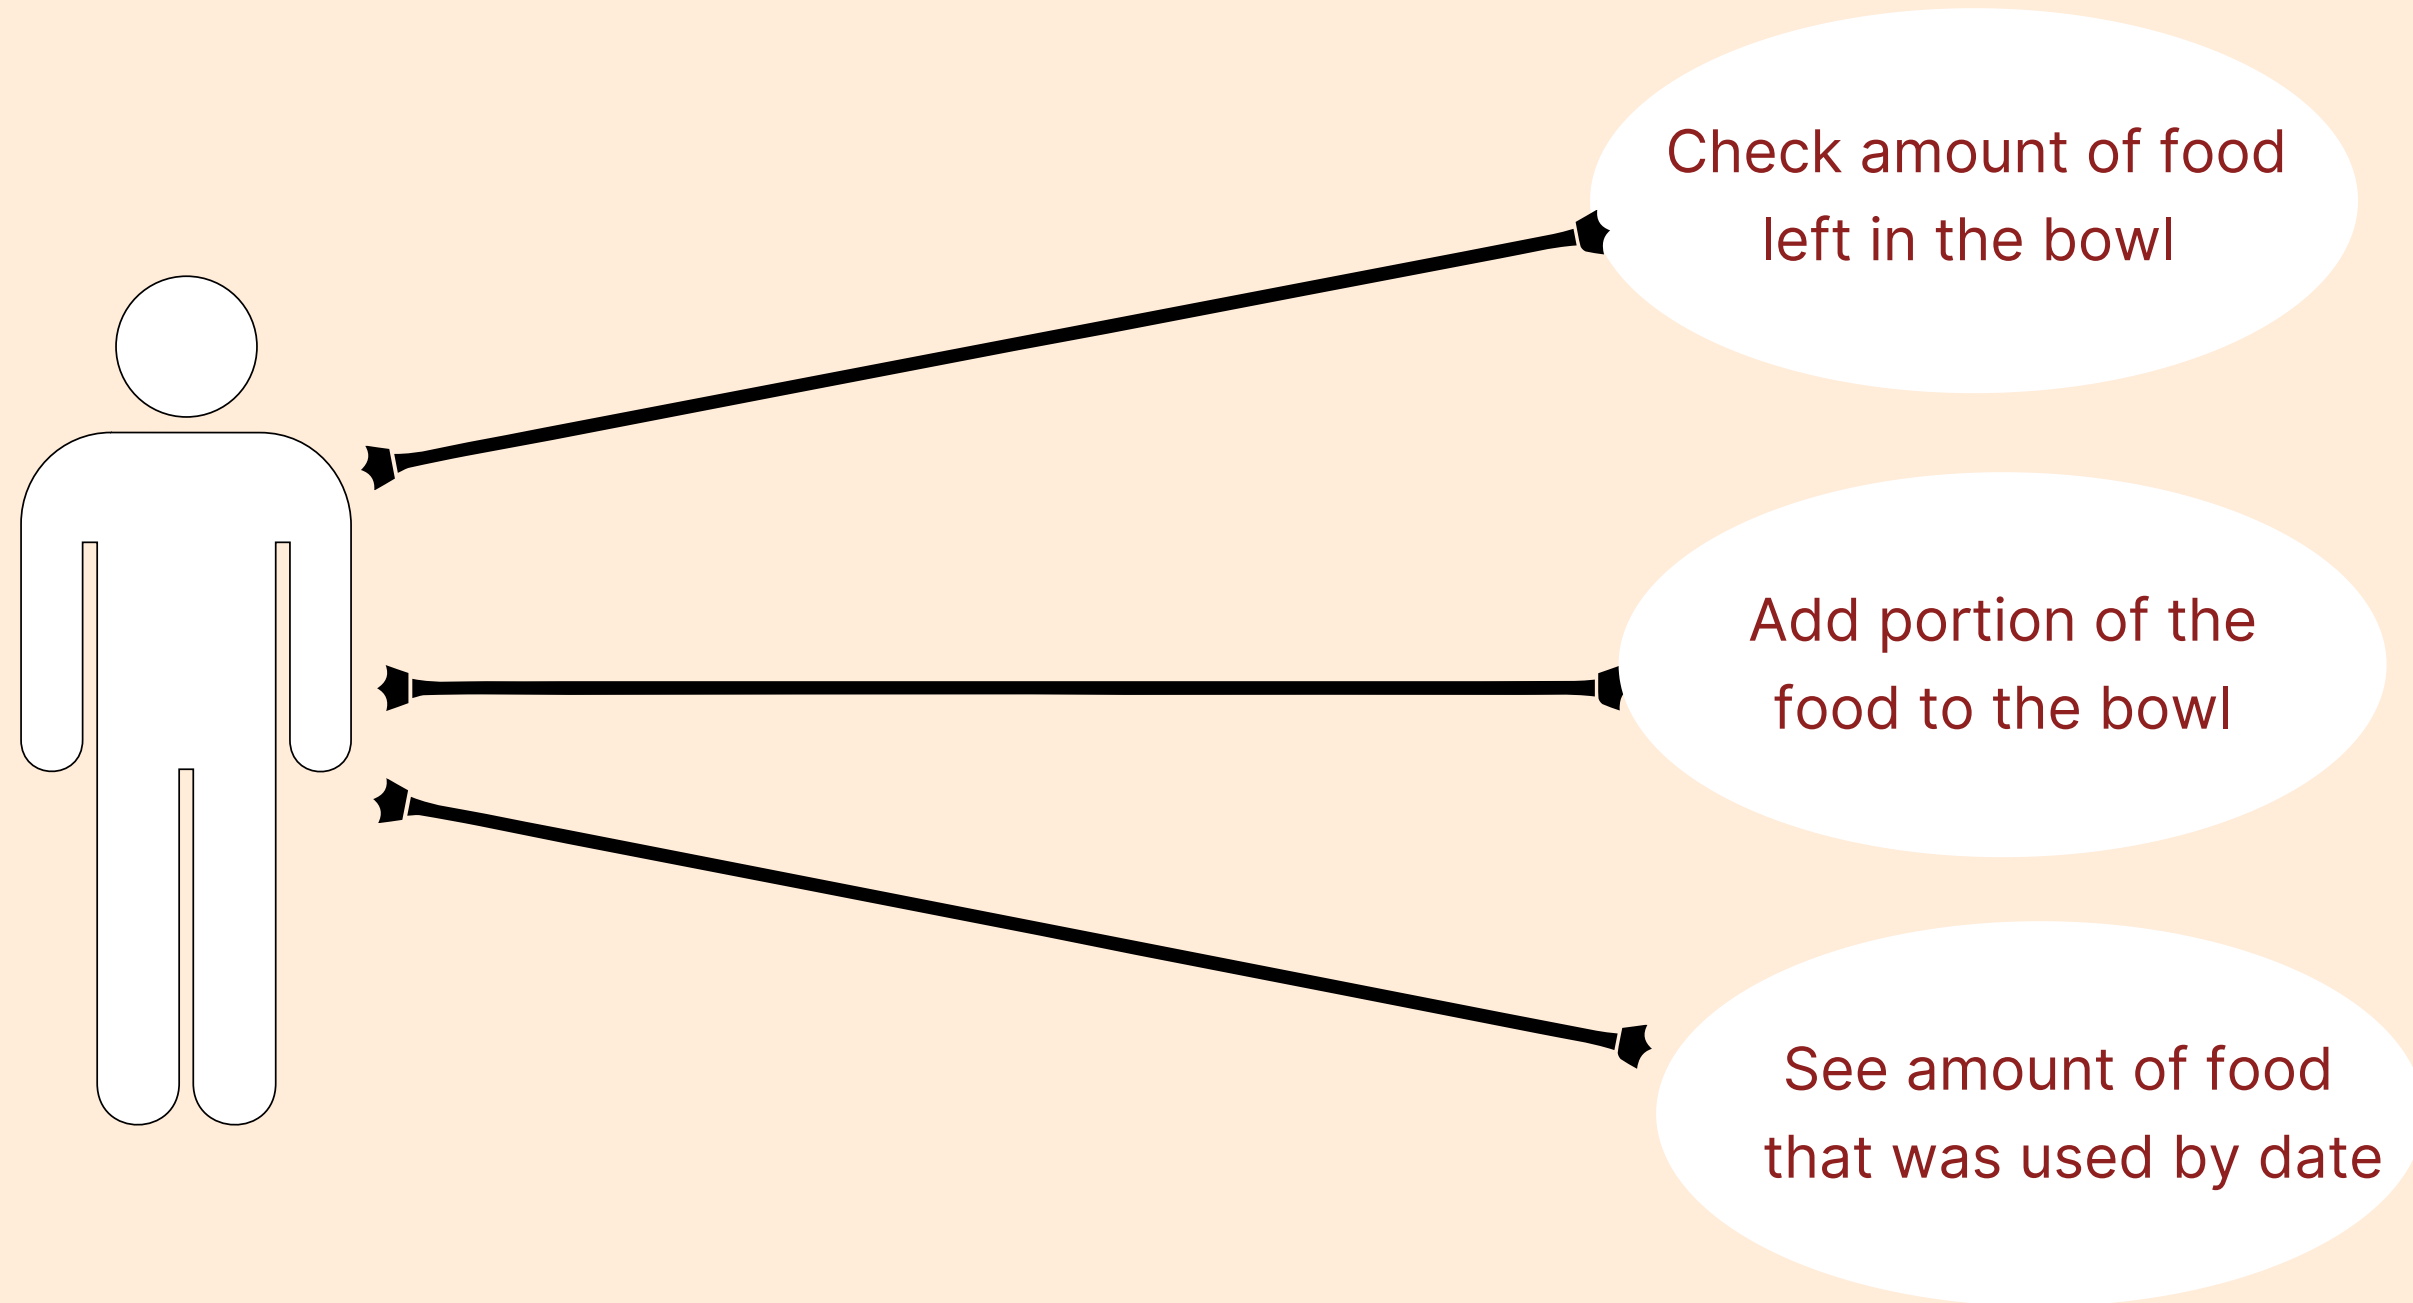 Check amount of food
left in the bowl
Add portion of the
food to the bowl
See amount of food
that was used by date